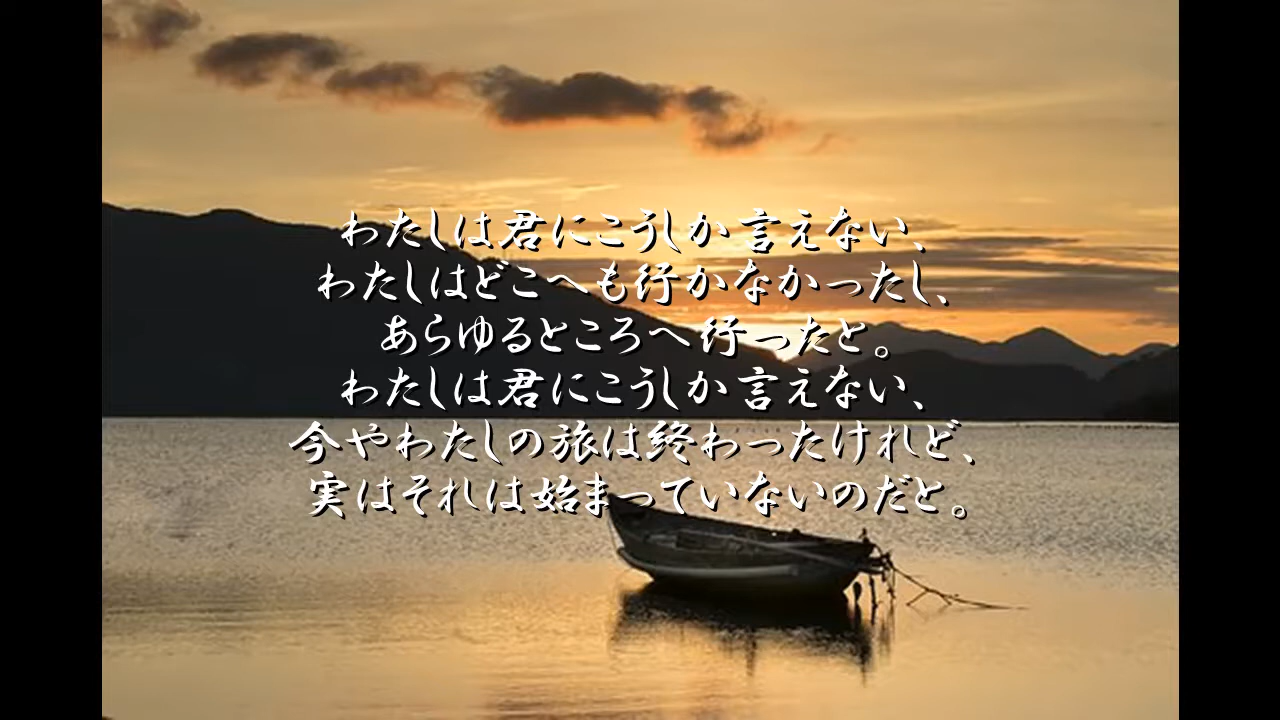 わたしは君にこうしか言えない、
わたしはどこへも行かなかったし、
あらゆるところへ行ったと。
わたしは君にこうしか言えない、
今やわたしの旅は終わったけれど、
実はそれは始まっていないのだと。